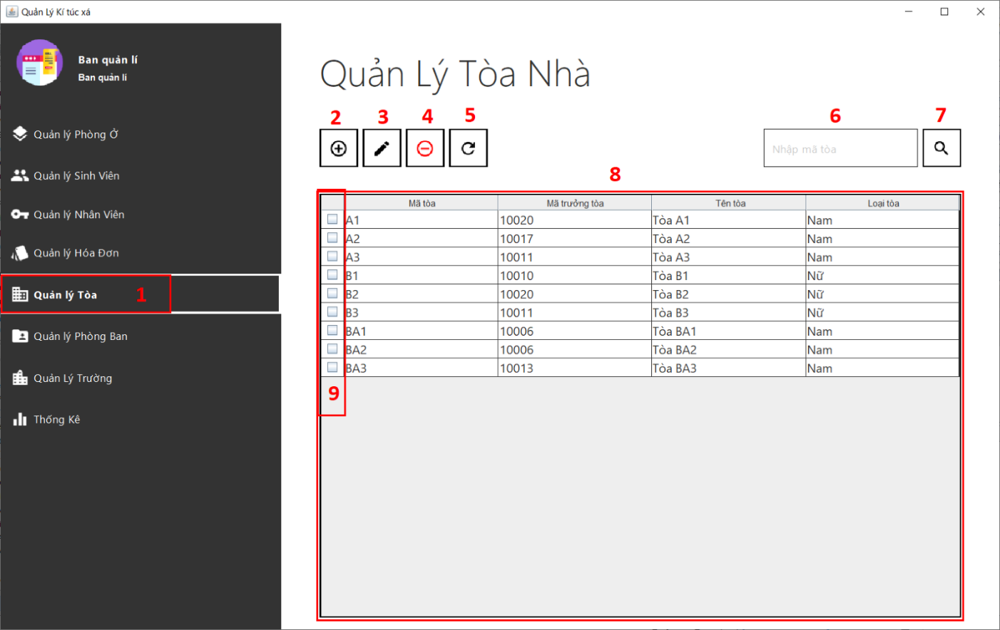 Quản Lý Kí túc xá
Ban quản lí
Ban quản lí
Quản lý Phòng Ở
Quản lý Sinh Viên
Quản lý Nhân Viên
Quản lý Hóa Đơn
Quản lý Tòa 1
Quản lý Phòng Ban
Quản Lý Trường
Thống Kê
Quản Lý Tòa Nhà
2 3 4 5 6 7
Nhập mã tòa
8
Mã tòa Mã trưởng tòa Tên tòa Loại tòa
A1 10020 Tòa A1 Nam
A2 10017 Tòa A2 Nam
A3 10011 Tòa A3 Nam
B1 10010 Tòa B1 Nữ
B2 10020 Tòa B2 Nữ
B3 10011 Tòa B3 Nữ
BA1 10006 Tòa BA1 Nam
BA2 10006 Tòa BA2 Nam
BA3 10013 Tòa BA3 Nam
9